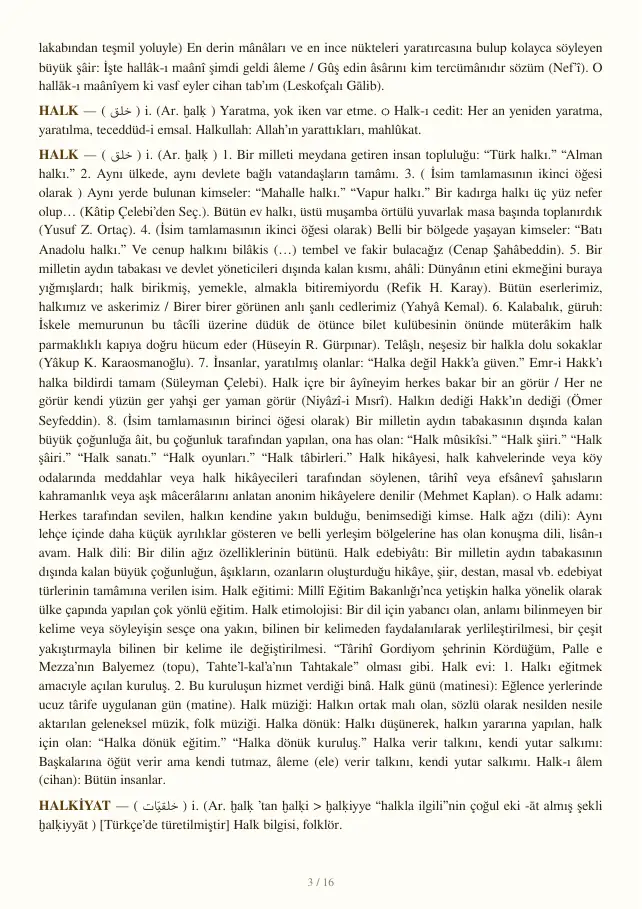 lakabından teşmil yoluyle) En derin mânâları ve en ince nükteleri yaratırcasına bulup kolayca söyleyen
büyük şâir: İşte hallâk-ı maânî şimdi geldi âleme / Gûş edin âsârını kim tercümânıdır sözüm (Nef’î). O
hallāk-ı maânîyem ki vasf eyler cihan tab’ım (Leskofçalı Gālib).
HALK — ( خلق ) i. (Ar. ḫalḳ ) Yaratma, yok iken var etme. ѻ Halk-ı cedit: Her an yeniden yaratma,
yaratılma, teceddüd-i emsal. Halkullah: Allah’ın yarattıkları, mahlûkat.
HALK — ( خلق ) i. (Ar. ḫalḳ ) 1. Bir milleti meydana getiren insan topluluğu: “Türk halkı.” “Alman
halkı.” 2. Aynı ülkede, aynı devlete bağlı vatandaşların tamâmı. 3. ( İsim tamlamasının ikinci öğesi
olarak ) Aynı yerde bulunan kimseler: “Mahalle halkı.” “Vapur halkı.” Bir kadırga halkı üç yüz nefer
olup… (Kâtip Çelebi’den Seç.). Bütün ev halkı, üstü muşamba örtülü yuvarlak masa başında toplanırdık
(Yusuf Z. Ortaç). 4. (İsim tamlamasının ikinci öğesi olarak) Belli bir bölgede yaşayan kimseler: “Batı
Anadolu halkı.” Ve cenup halkını bilâkis (…) tembel ve fakir bulacağız (Cenap Şahâbeddin). 5. Bir
milletin aydın tabakası ve devlet yöneticileri dışında kalan kısmı, ahâli: Dünyânın etini ekmeğini buraya
yığmışlardı; halk birikmiş, yemekle, almakla bitiremiyordu (Refik H. Karay). Bütün eserlerimiz,
halkımız ve askerimiz / Birer birer görünen anlı şanlı cedlerimiz (Yahyâ Kemal). 6. Kalabalık, güruh:
İskele memurunun bu tâcîli üzerine düdük de ötünce bilet kulübesinin önünde müterâkim halk
parmaklıklı kapıya doğru hücum eder (Hüseyin R. Gürpınar). Telâşlı, neşesiz bir halkla dolu sokaklar
(Yâkup K. Karaosmanoğlu). 7. İnsanlar, yaratılmış olanlar: “Halka değil Hakk’a güven.” Emr-i Hakk’ı
halka bildirdi tamam (Süleyman Çelebi). Halk içre bir âyîneyim herkes bakar bir an görür / Her ne
görür kendi yüzün ger yahşi ger yaman görür (Niyâzî-i Mısrî). Halkın dediği Hakk’ın dediği (Ömer
Seyfeddin). 8. (İsim tamlamasının birinci öğesi olarak) Bir milletin aydın tabakasının dışında kalan
büyük çoğunluğa âit, bu çoğunluk tarafından yapılan, ona has olan: “Halk mûsikîsi.” “Halk şiiri.” “Halk
şâiri.” “Halk sanatı.” “Halk oyunları.” “Halk tâbirleri.” Halk hikâyesi, halk kahvelerinde veya köy
odalarında meddahlar veya halk hikâyecileri tarafından söylenen, târihî veya efsânevî şahısların
kahramanlık veya aşk mâcerâlarını anlatan anonim hikâyelere denilir (Mehmet Kaplan). ѻ Halk adamı:
Herkes tarafından sevilen, halkın kendine yakın bulduğu, benimsediği kimse. Halk ağzı (dili): Aynı
lehçe içinde daha küçük ayrılıklar gösteren ve belli yerleşim bölgelerine has olan konuşma dili, lisân-ı
avam. Halk dili: Bir dilin ağız özelliklerinin bütünü. Halk edebiyâtı: Bir milletin aydın tabakasının
dışında kalan büyük çoğunluğun, âşıkların, ozanların oluşturduğu hikâye, şiir, destan, masal vb. edebiyat
türlerinin tamâmına verilen isim. Halk eğitimi: Millî Eğitim Bakanlığı’nca yetişkin halka yönelik olarak
ülke çapında yapılan çok yönlü eğitim. Halk etimolojisi: Bir dil için yabancı olan, anlamı bilinmeyen bir
kelime veya söyleyişin sesçe ona yakın, bilinen bir kelimeden faydalanılarak yerlileştirilmesi, bir çeşit
yakıştırmayla bilinen bir kelime ile değiştirilmesi. “Târihî Gordiyom şehrinin Kördüğüm, Palle e
Mezza’nın Balyemez (topu), Tahte’l-kal’a’nın Tahtakale” olması gibi. Halk evi: 1. Halkı eğitmek
amacıyle açılan kuruluş. 2. Bu kuruluşun hizmet verdiği binâ. Halk günü (matinesi): Eğlence yerlerinde
ucuz târife uygulanan gün (matine). Halk müziği: Halkın ortak malı olan, sözlü olarak nesilden nesile
aktarılan geleneksel müzik, folk müziği. Halka dönük: Halkı düşünerek, halkın yararına yapılan, halk
için olan: “Halka dönük eğitim.” “Halka dönük kuruluş.” Halka verir talkını, kendi yutar salkımı:
Başkalarına öğüt verir ama kendi tutmaz, âleme (ele) verir talkını, kendi yutar salkımı. Halk-ı âlem
(cihan): Bütün insanlar.
HALKİYAT — ( خلقيّات ) i. (Ar. ḫalḳ ’tan ḫalḳі > ḫalḳiyye “halkla ilgili”nin çoğul eki -āt almış şekli
ḫalḳiyyāt ) [Türkçe’de türetilmiştir] Halk bilgisi, folklör.
3 / 16